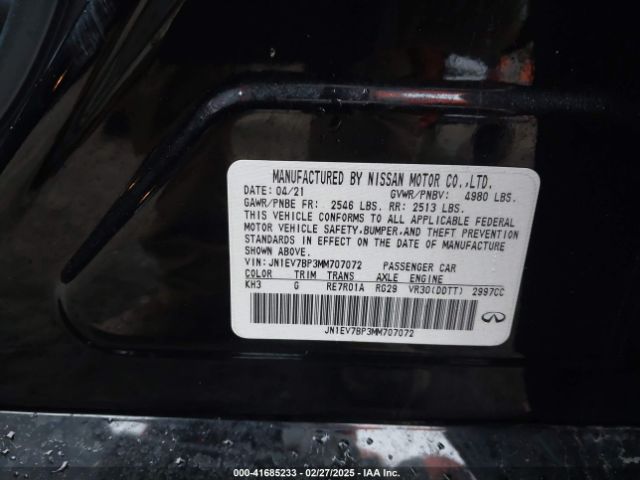 MANUFACTURED BY NISSAN MOTOR CO.,LTD.
DATE: 04/21 GVWR/PNBV: 4980 LBS.
GAWR/PNBE FR: 2546 LBS. RR: 2513 LBS.
THIS VEHICLE CONFORMS TO ALL APPLICABLE FEDERAL
MOTOR VEHICLE SAFETY,BUMPER,AND THEFT PREVENTION
STANDARDS IN EFFECT ON THE DATE OF MANUFACTURE
SHOWN ABOVE.
VIN: JN1EV7BP3MM707072 PASSENGER CAR
COLOR TRIM TRANS AXLE ENGINE
KH3 G RE7R01A RG29 VR30(DDTT) 2997CC
JN1EV7BP3MM707072
000-41685233 — 02/27/2025 — IAA Inc.